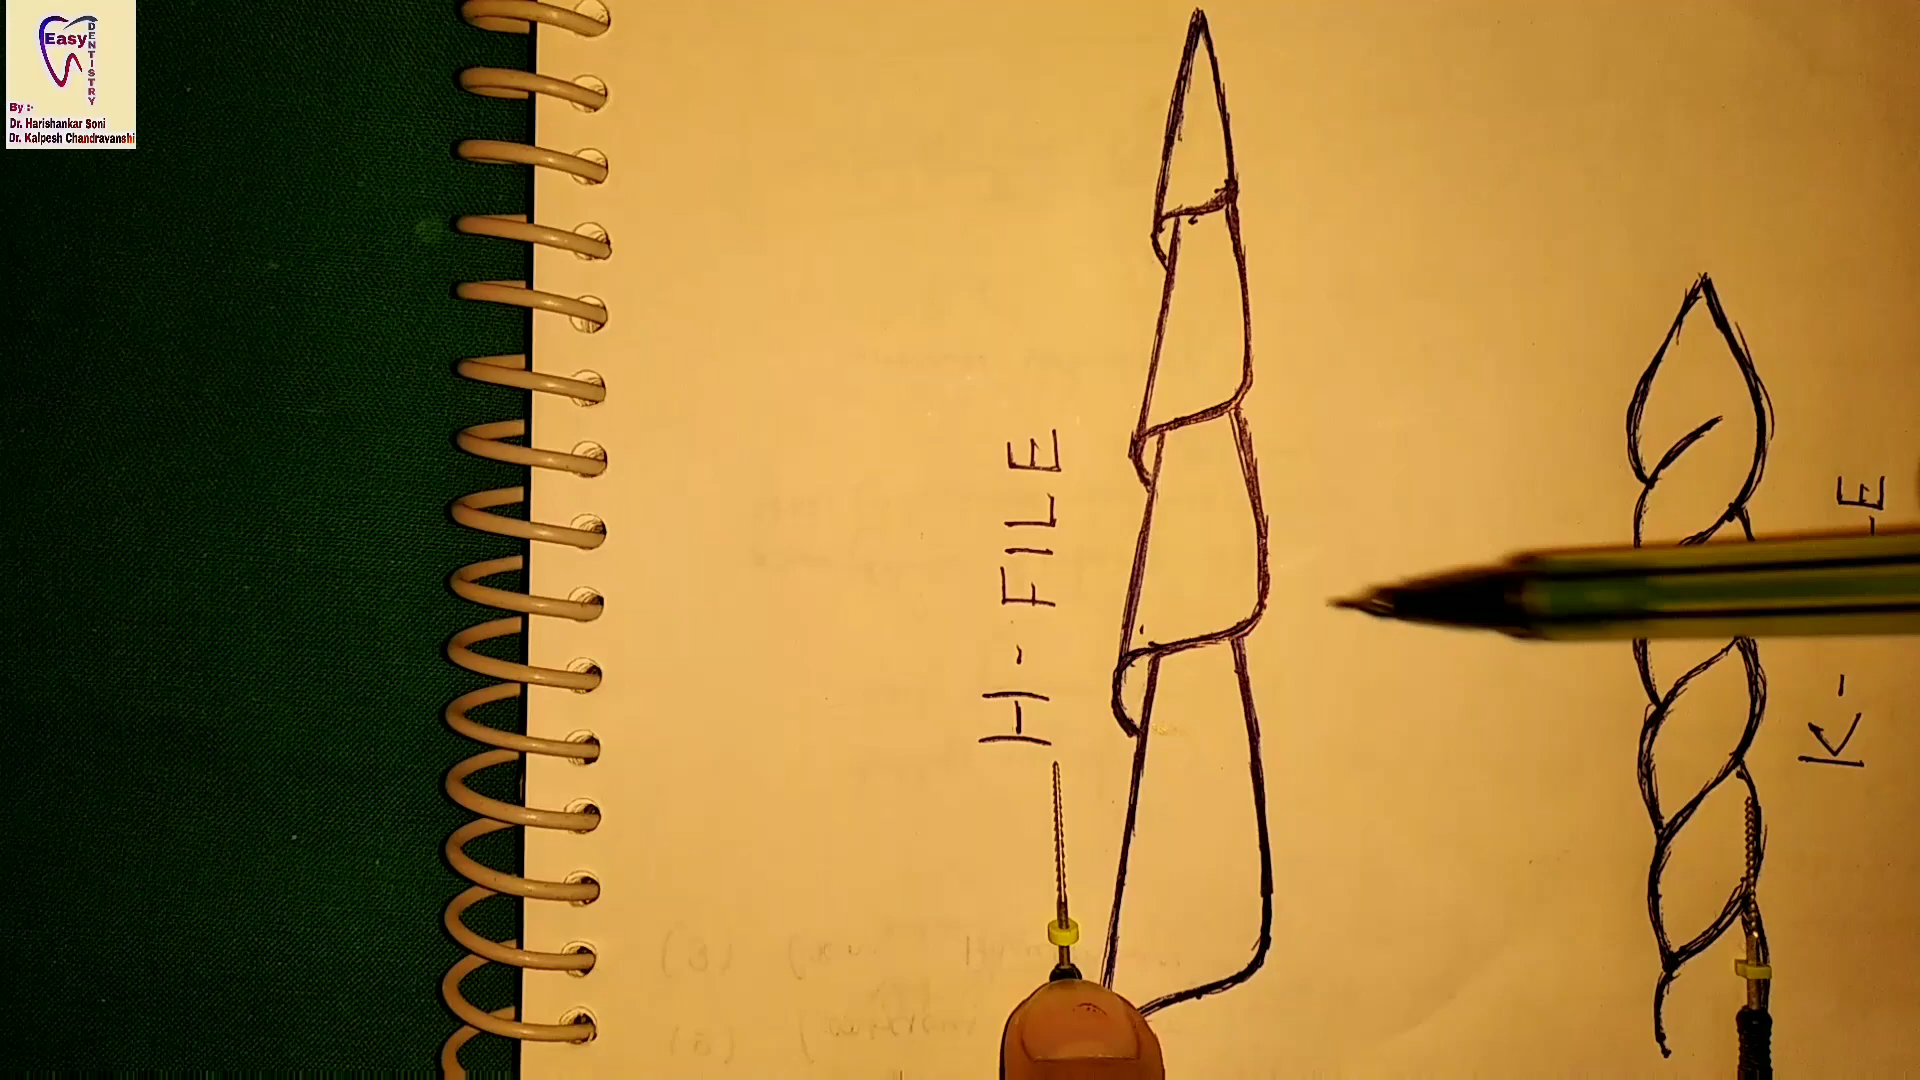 Easy
DENTISTRY
By :-
Dr. Harishankar Soni
Dr. Kalpesh Chandravanshi
H-FILE
K-
E